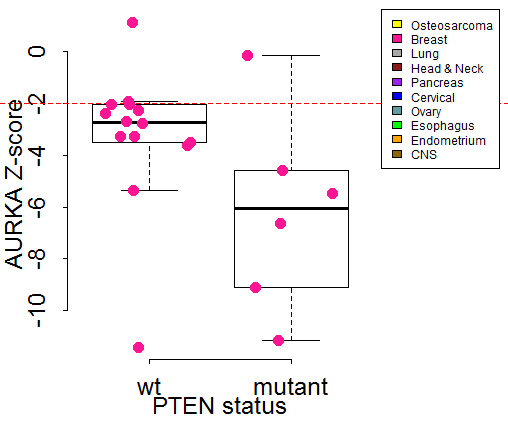 Osteosarcoma
Breast
Lung
Head & Neck
Pancreas
Cervical
Ovary
Esophagus
Endometrium
CNS
AURKA Z-score
0
-2
-4
-6
-8
-10
wt mutant
PTEN status